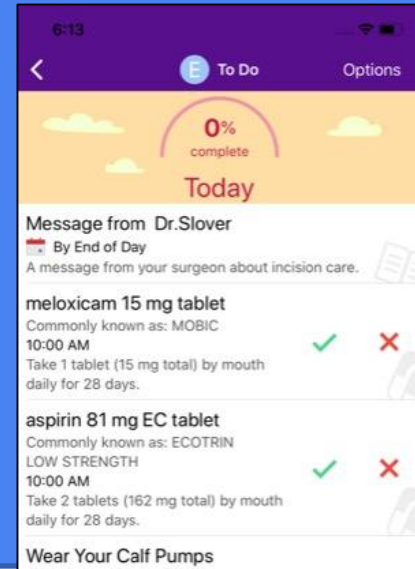 6:13
E To Do Options
0%
complete
Today
Message from Dr.Slover
By End of Day
A message from your surgeon about incision care.
meloxicam 15 mg tablet
Commonly known as: MOBIC
10:00 AM
Take 1 tablet (15 mg total) by mouth
daily for 28 days.
aspirin 81 mg EC tablet
Commonly known as: ECOTRIN
LOW STRENGTH
10:00 AM
Take 2 tablets (162 mg total) by mouth
daily for 28 days.
Wear Your Calf Pumps